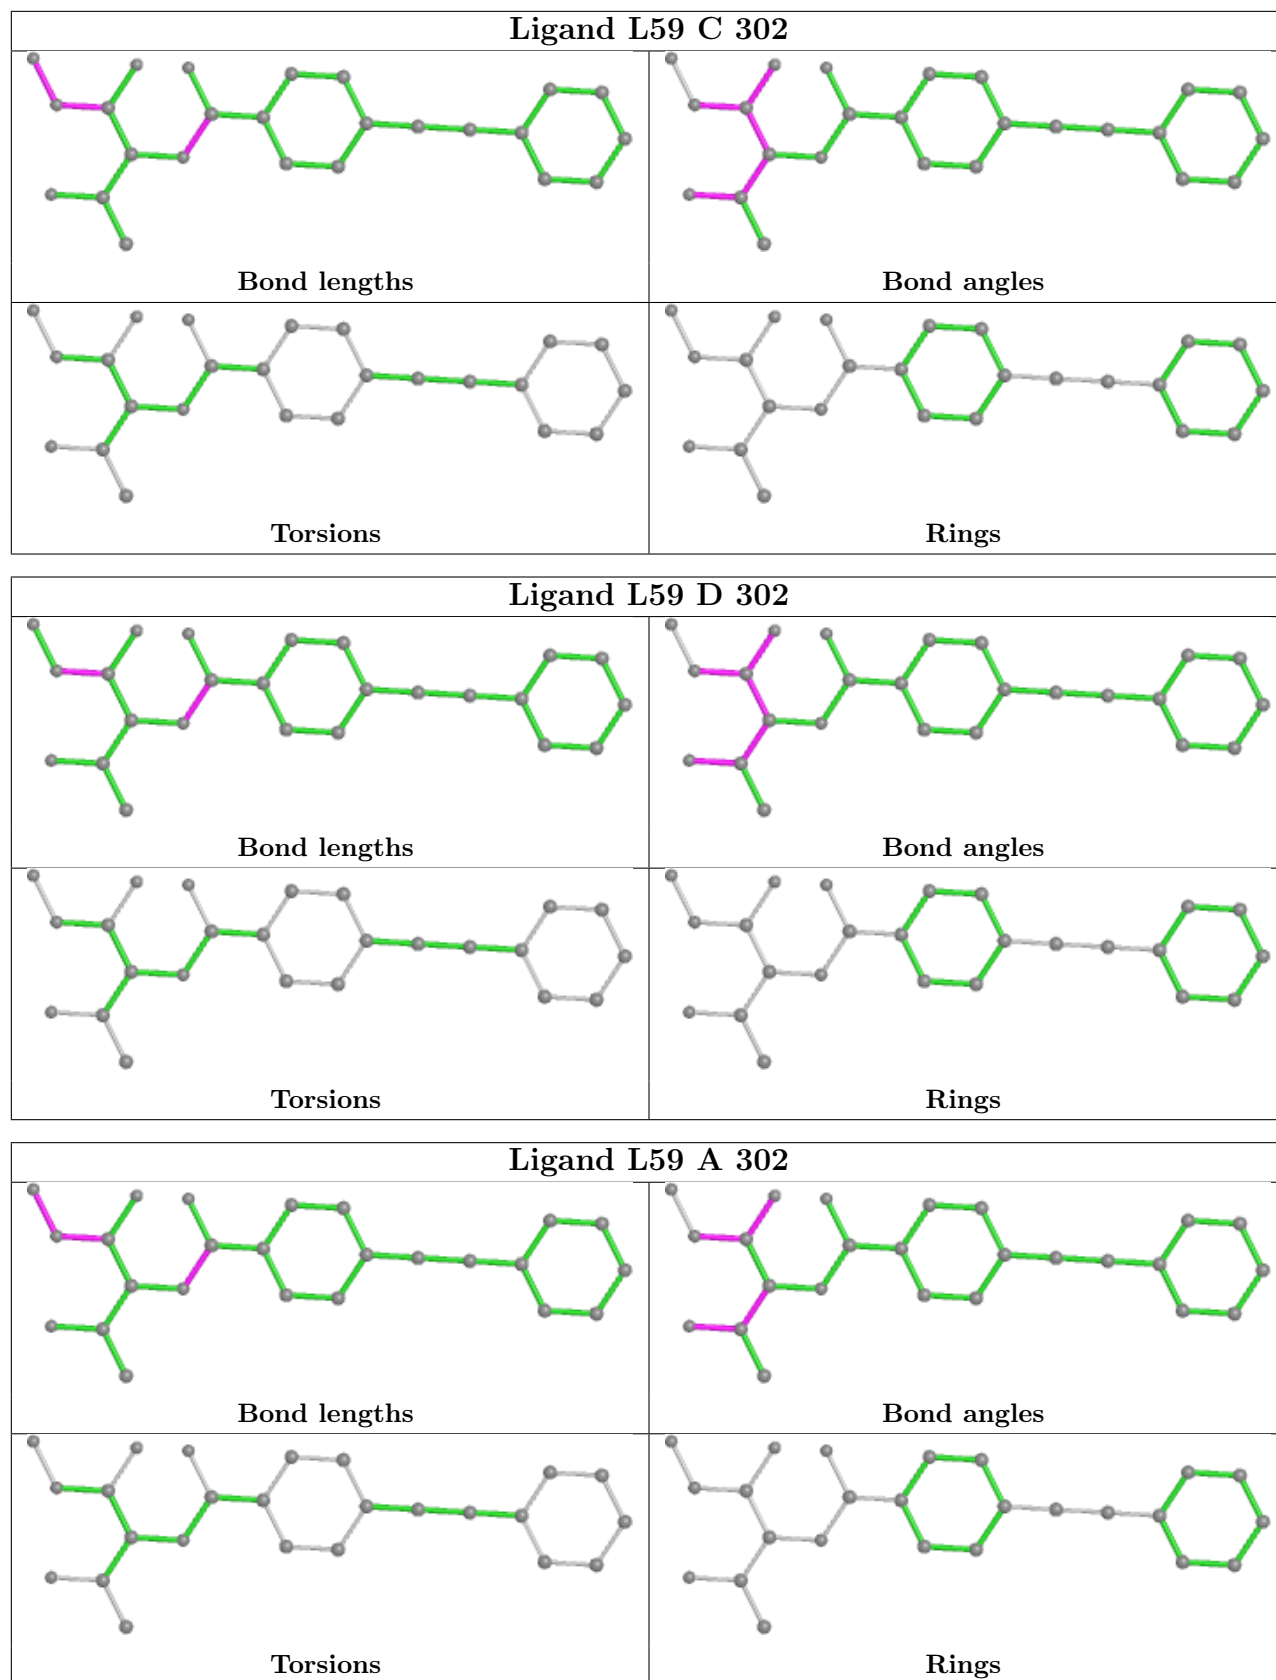 Ligand L59 C 302
Bond lengths
Bond angles
Torsions
Rings
Ligand L59 D 302
Bond lengths
Bond angles
Torsions
Rings
Ligand L59 A 302
Bond lengths
Bond angles
Torsions
Rings